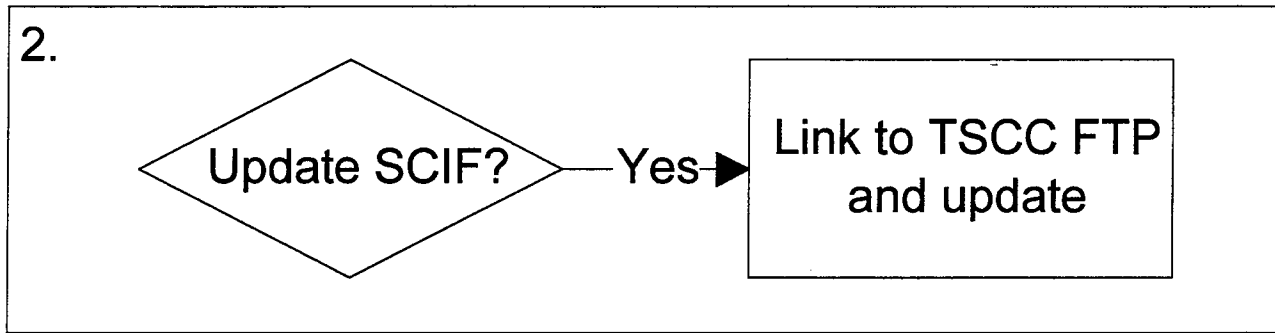 2.
Update SCIF?
Yes
Link to TSCC FTP
and update